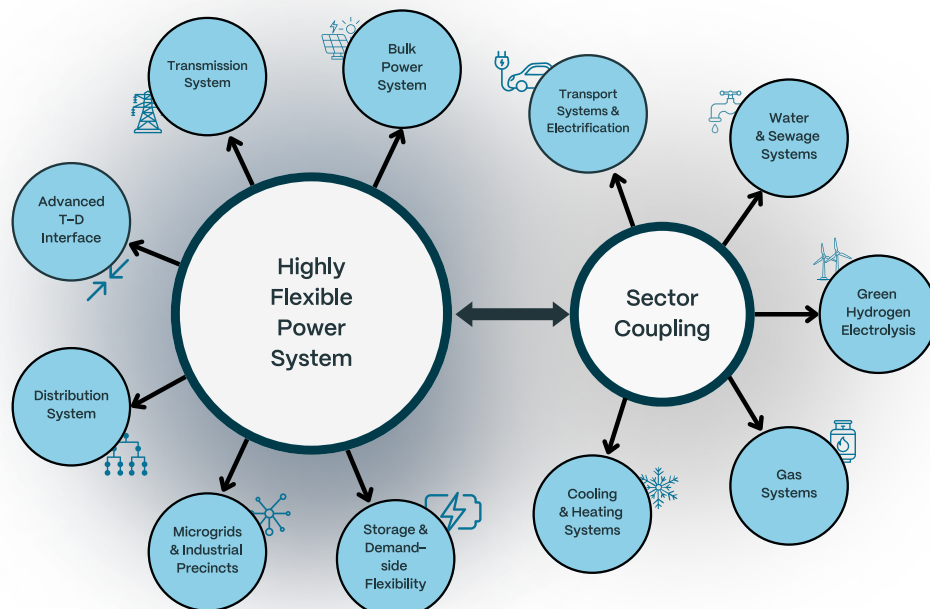 Transmission
System
Bulk
Power
System
Transport
Systems &
Electrification
Water
& Sewage
Systems
Advanced
T–D
Interface
Highly
Flexible
Power
System
Sector
Coupling
Green
Hydrogen
Electrolysis
Distribution
System
Microgrids
& Industrial
Precincts
Storage &
Demand–
side
Flexibility
Cooling
& Heating
Systems
Gas
Systems